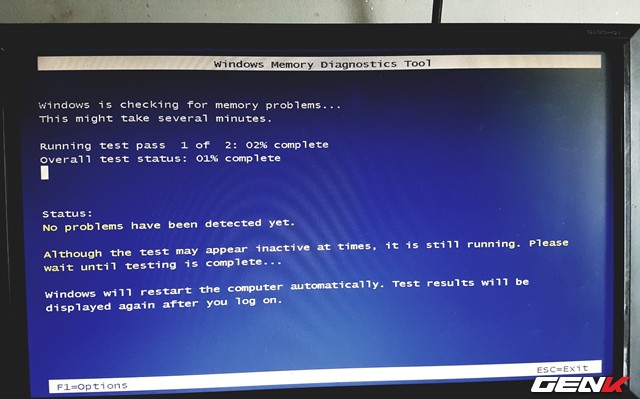 Windows Memory Diagnostics Tool
Windows is checking for memory problems...
This might take several minutes.
Running test pass  1 of  2: 02% complete
Overall test status: 01% complete
Status:
No problems have been detected yet.
Although the test may appear inactive at times, it is still running. Please
wait until testing is complete...
Windows will restart the computer automatically. Test results will be
displayed again after you log on.
F1=Options
ESC=Exit
GENK